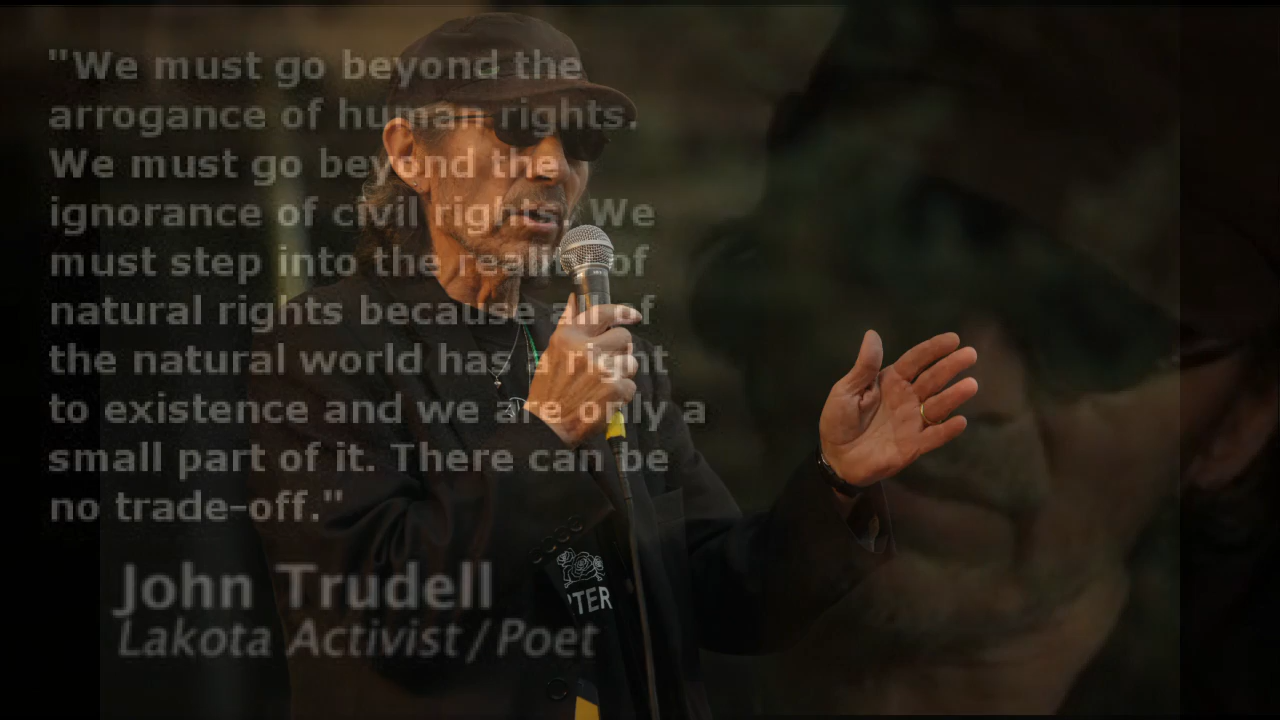 "We must go beyond the
arrogance of human rights.
We must go beyond the
ignorance of civil rights. We
must step into the reality of
natural rights because all of
the natural world has a right
to existence and we are only a
small part of it. There can be
no trade-off."
John Trudell
Lakota Activist / Poet